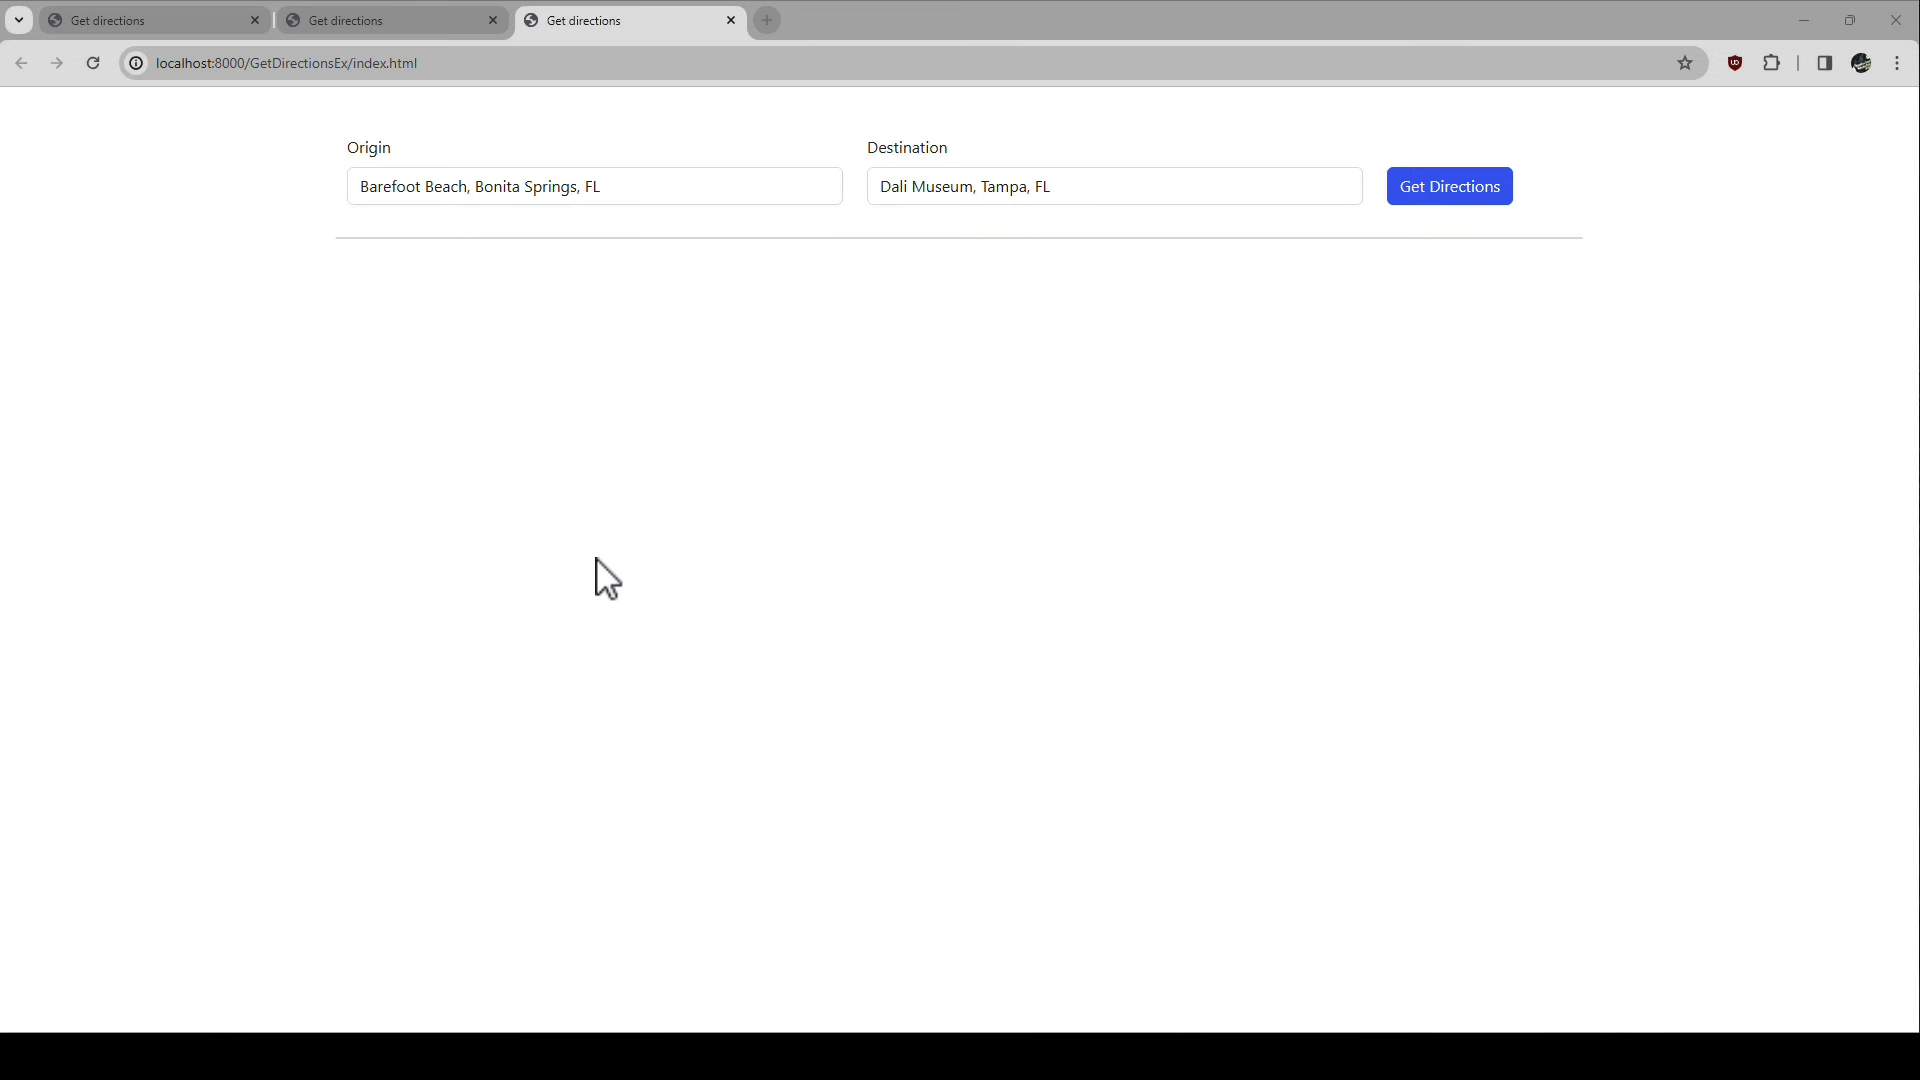 Get directions
Get directions
Get directions
localhost:8000/GetDirectionsEx/index.html
Origin
Destination
Barefoot Beach, Bonita Springs, FL
Dali Museum, Tampa, FL
Get Directions